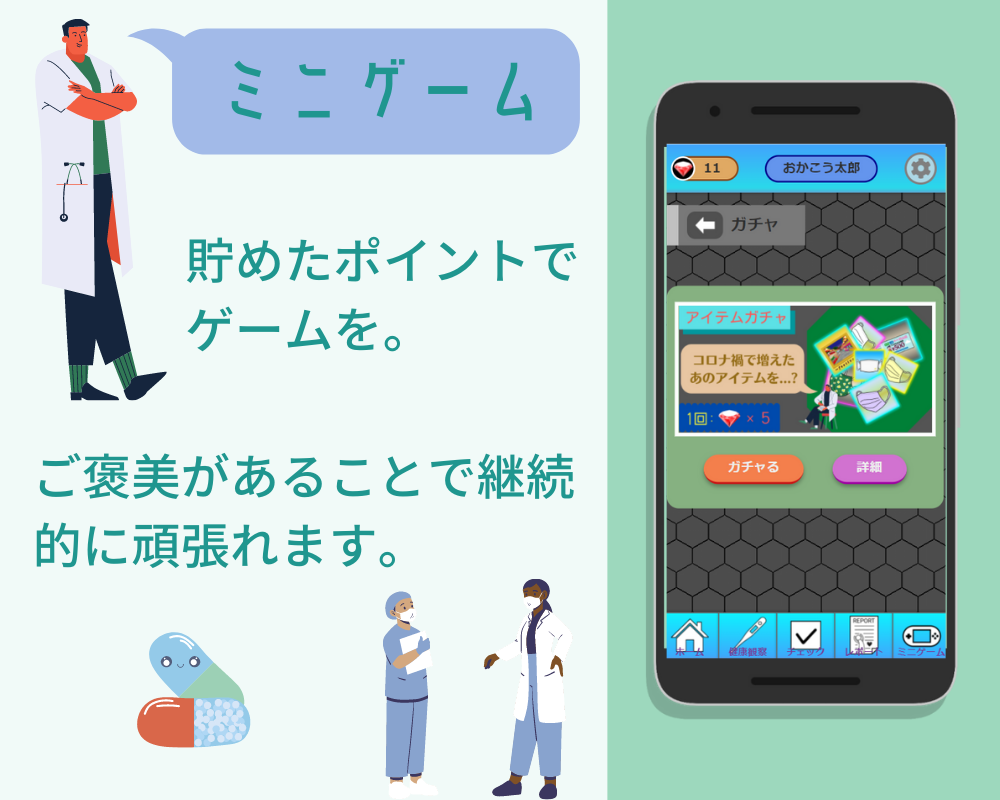 ミニゲーム
貯めたポイントで
ゲームを。
ご褒美があることで継続
的に頑張れます。
11
おかこう太郎
ガチャ
アイテムガチャ
コロナ禍で増えた
あのアイテムを...?
1回: × 5
ガチャる
詳細
REPORT
ホーム
健康観察
チェック
レポート
ミニゲーム